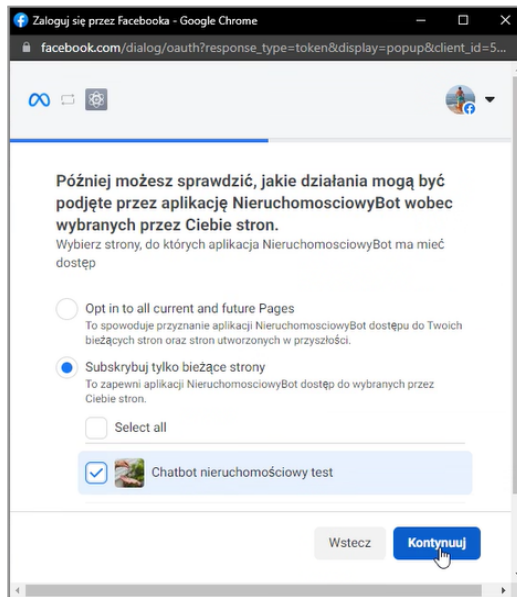 Zaloguj się przez Facebooka - Google Chrome
facebook.com/dialog/oauth?response_type=token&display=popup&client_id=5...
Później możesz sprawdzić, jakie działania mogą być
podjęte przez aplikację NieruchomosciowyBot wobec
wybranych przez Ciebie stron.
Wybierz strony, do których aplikacja NieruchomosciowyBot ma mieć
dostęp
Opt in to all current and future Pages
To spowoduje przyznanie aplikacji NieruchomosciowyBot dostępu do Twoich
bieżących stron oraz stron utworzonych w przyszłości.
Subskrybuj tylko bieżące strony
To zapewni aplikacji NieruchomosciowyBot dostęp do wybranych przez
Ciebie stron.
Select all
Chatbot nieruchomościowy test
Wstecz
Kontynuuj